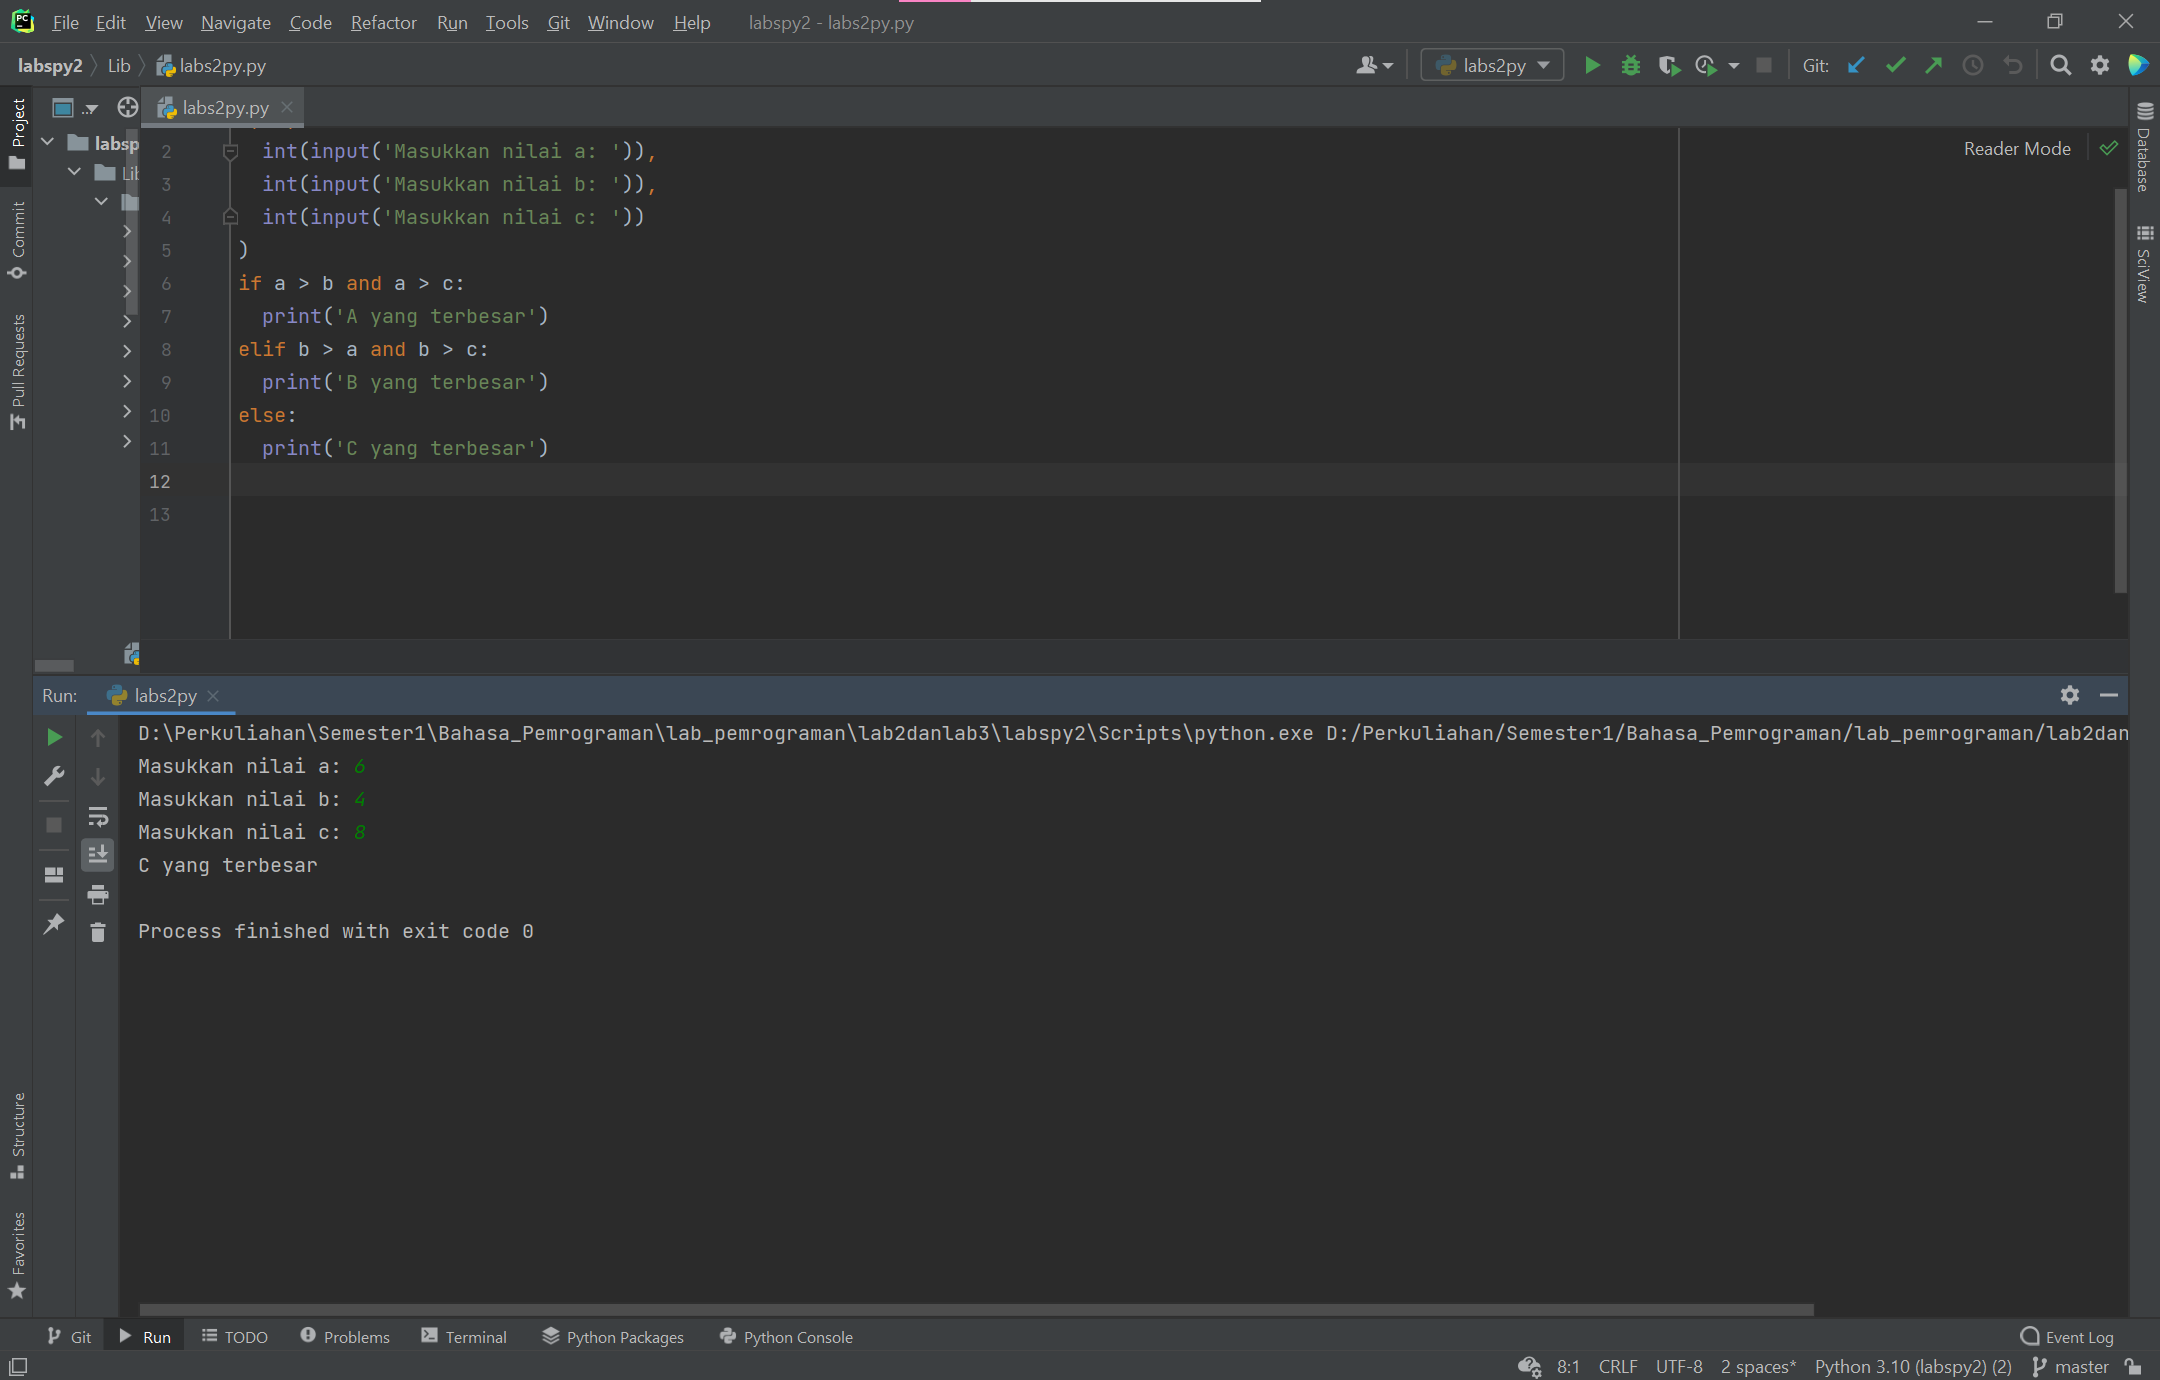 PC File Edit View Navigate Code Refactor Run Tools Git Window Help labspy2 - labs2py.py
labspy2 Lib labs2py.py labs2py Git:
Project
Commit
Pull Requests
Structure
Favorites
labs2py.py
labsp
Lib
Reader Mode
Database
SciView
2 int(input('Masukkan nilai a: ')),
3 int(input('Masukkan nilai b: ')),
4 int(input('Masukkan nilai c: '))
5 )
6 if a > b and a > c:
7 print('A yang terbesar')
8 elif b > a and b > c:
9 print('B yang terbesar')
10 else:
11 print('C yang terbesar')
12
13
Run: labs2py
D:\Perkuliahan\Semester1\Bahasa_Pemrograman\lab_pemrograman\lab2danlab3\labspy2\Scripts\python.exe D:/Perkuliahan/Semester1/Bahasa_Pemrograman/lab_pemrograman/lab2dan
Masukkan nilai a: 6
Masukkan nilai b: 4
Masukkan nilai c: 8
C yang terbesar
Process finished with exit code 0
Git Run TODO Problems Terminal Python Packages Python Console Event Log
8:1 CRLF UTF-8 2 spaces* Python 3.10 (labspy2) (2) master